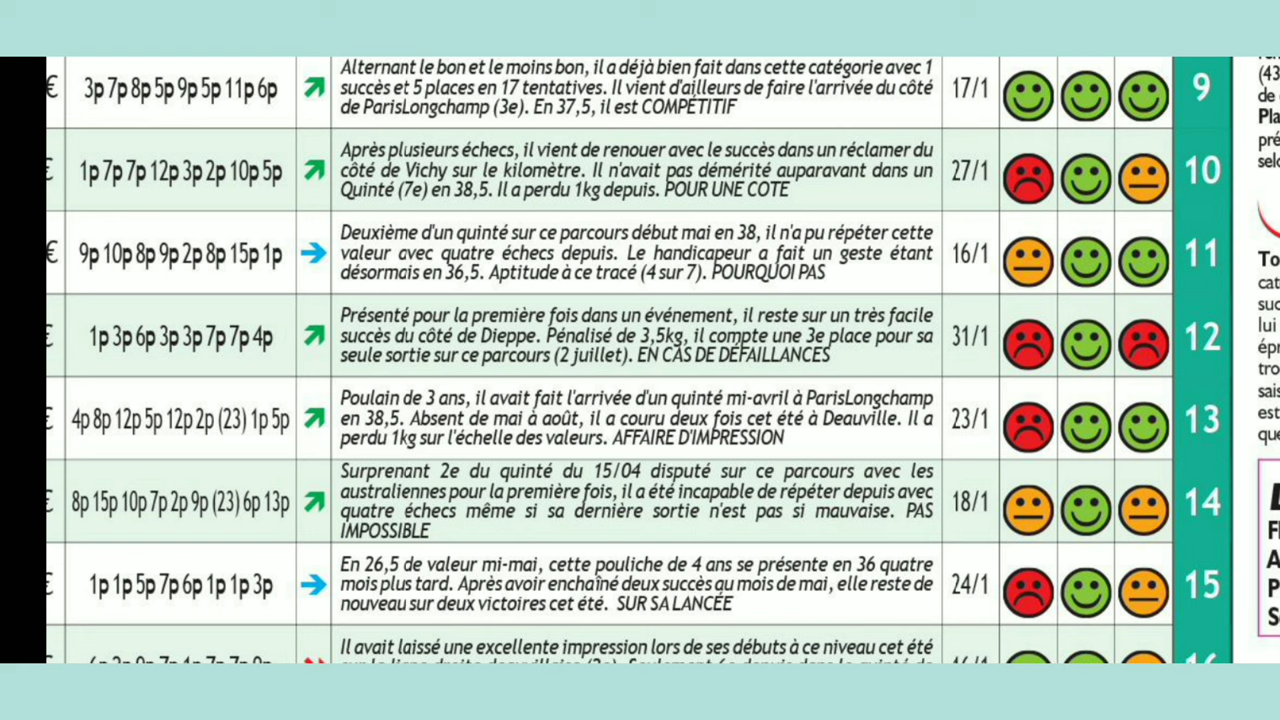 € 3p 7p 8p 5p 9p 5p 11p 6p
Alternant le bon et le moins bon, il a déjà bien fait dans cette catégorie avec 1
succès et 5 places en 17 tentatives. Il vient d'ailleurs de faire l'arrivée du côté
de ParisLongchamp (3e). En 37,5, il est COMPÉTITIF
17/1
9
€ 1p 7p 7p 12p 3p 2p 10p 5p
Après plusieurs échecs, il vient de renouer avec le succès dans un réclamer du
côté de Vichy sur le kilomètre. Il n'avait pas démérité auparavant dans un
Quinté (7e) en 38,5. Il a perdu 1kg depuis. POUR UNE COTE
27/1
10
€ 9p 10p 8p 9p 2p 8p 15p 1p
Deuxième d'un quinté sur ce parcours début mai en 38, il n'a pu répéter cette
valeur avec quatre échecs depuis. Le handicapeur a fait un geste étant
désormais en 36,5. Aptitude à ce tracé (4 sur 7). POURQUOI PAS
16/1
11
€ 1p 3p 6p 3p 3p 7p 7p 4p
Présenté pour la première fois dans un événement, il reste sur un très facile
succès du côté de Dieppe. Pénalisé de 3,5kg, il compte une 3e place pour sa
seule sortie sur ce parcours (2 juillet). EN CAS DE DÉFAILLANCES
31/1
12
€ 4p 8p 12p 5p 12p 2p (23) 1p 5p
Poulain de 3 ans, il avait fait l'arrivée d'un quinté mi-avril à ParisLongchamp
en 38,5. Absent de mai à août, il a couru deux fois cet été à Deauville. Il a
perdu 1kg sur l'échelle des valeurs. AFFAIRE D'IMPRESSION
23/1
13
€ 8p 15p 10p 7p 2p 9p (23) 6p 13p
Surprenant 2e du quinté du 15/04 disputé sur ce parcours avec les
australiennes pour la première fois, il a été incapable de répéter depuis avec
quatre échecs même si sa dernière sortie n'est pas si mauvaise. PAS
IMPOSSIBLE
18/1
14
€ 1p 1p 5p 7p 6p 1p 1p 3p
En 26,5 de valeur mi-mai, cette pouliche de 4 ans se présente en 36 quatre
mois plus tard. Après avoir enchaîné deux succès au mois de mai, elle reste de
nouveau sur deux victoires cet été. SUR SA LANCÉE
24/1
15
Il avait laissé une excellente impression lors de ses débuts à ce niveau cet été
(43
de
Pla
pré
sel
To
cat
suc
lui
épr
tro
sais
est
que